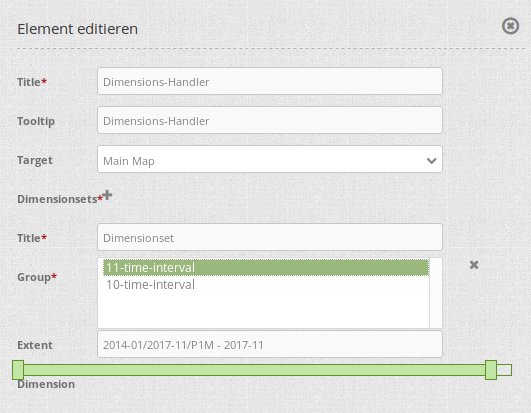 Element editieren
Title* Dimensions-Handler
Tooltip Dimensions-Handler
Target Main Map
Dimensionsets*
Title* Dimensionset
Group* 11-time-interval
10-time-interval
Extent 2014-01/2017-11/P1M - 2017-11
Dimension